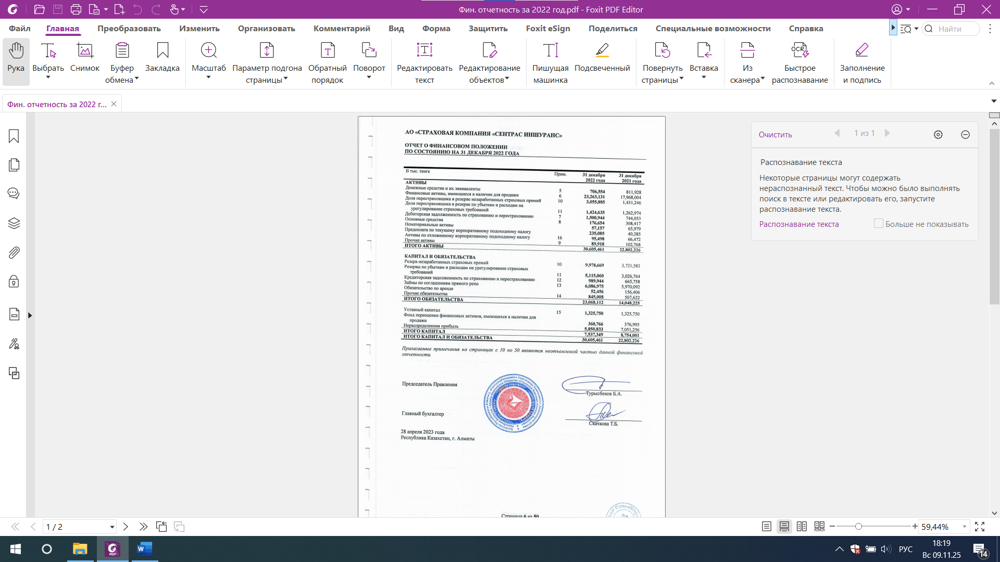 Фин. отчетность за 2022 год.pdf - Foxit PDF Editor
Файл Главная Преобразовать Изменить Организовать Комментарий Вид Форма Защитить Foxit eSign Поделиться Специальные возможности Справка Найти
Рука Выбрать Снимок Буфер обмена Закладка Масштаб Параметр подгона страницы Обратный порядок Поворот Редактировать текст Редактирование объектов Пишущая машинка Подсвеченный Повернуть страницы Вставка Из сканера OCR Быстрое распознавание Заполнение и подпись
Фин. отчетность за 2022 г...
АО «СТРАХОВАЯ КОМПАНИЯ «СЕНТРАС ИНШУРАНС»
ОТЧЕТ О ФИНАНСОВОМ ПОЛОЖЕНИИ
ПО СОСТОЯНИЮ НА 31 ДЕКАБРЯ 2022 ГОДА
В тыс. тенге Прим. 31 декабря 2022 года 31 декабря 2021 года
АКТИВЫ
Денежные средства и их эквиваленты 5 706,554 811,928
Финансовые активы, имеющиеся в наличии для продажи 6 23,263,131 17,968,004
Доля перестраховщика в резерве незаработанных страховых премий 10 3,055,885 1,431,246
Доля перестраховщика в резерве по убыткам и расходам на
урегулирование страховых требований 11 1,424,635 1,262,974
Дебиторская задолженность по страхованию и перестрахованию 7 1,500,944 744,053
Основные средства 8 176,654 308,417
Нематериальные активы 57,157 65,979
Предоплата по текущему корпоративному подоходному налогу 235,085 40,385
Активы по отложенному корпоративному подоходному налогу 16 95,498 66,472
Прочие активы 9 89,918 102,768
ИТОГО АКТИВЫ 30,605,461 22,802,226
КАПИТАЛ И ОБЯЗАТЕЛЬСТВА
Резерв незаработанных страховых премий 10 9,978,669 3,721,583
Резервы по убыткам и расходам на урегулирование страховых
требований 11 5,115,060 3,026,764
Кредиторская задолженность по страхованию и перестрахованию 12 989,944 665,758
Займы по соглашениям прямого репо 13 6,086,975 5,970,092
Обязательство по аренде 52,456 156,406
Прочие обязательства 14 845,008 507,622
ИТОГО ОБЯЗАТЕЛЬСТВА 23,068,112 14,048,225
Уставный капитал 15 1,325,750 1,325,750
Фонд переоценки финансовых активов, имеющихся в наличии для
продажи 360,766 376,995
Нераспределенная прибыль 5,850,833 7,051,256
ИТОГО КАПИТАЛ 7,537,349 8,754,001
ИТОГО КАПИТАЛ И ОБЯЗАТЕЛЬСТВА 30,605,461 22,802,226
Прилагаемые примечания на страницах с 10 по 50 являются неотъемлемой частью данной финансовой
отчетности.
Председатель Правления
Турысбеков Б.А.
Главный бухгалтер
Скачкова Т.Б.
28 апреля 2023 года
Республика Казахстан, г. Алматы
Страница 6 из 50
Очистить 1 из 1
Распознавание текста
Некоторые страницы могут содержать
нераспознанный текст. Чтобы можно было выполнять
поиск в тексте или редактировать его, запустите
распознавание текста.
Распознавание текста Больше не показывать
1 / 2
59,44%
РУС
18:19
Вс 09.11.25
14